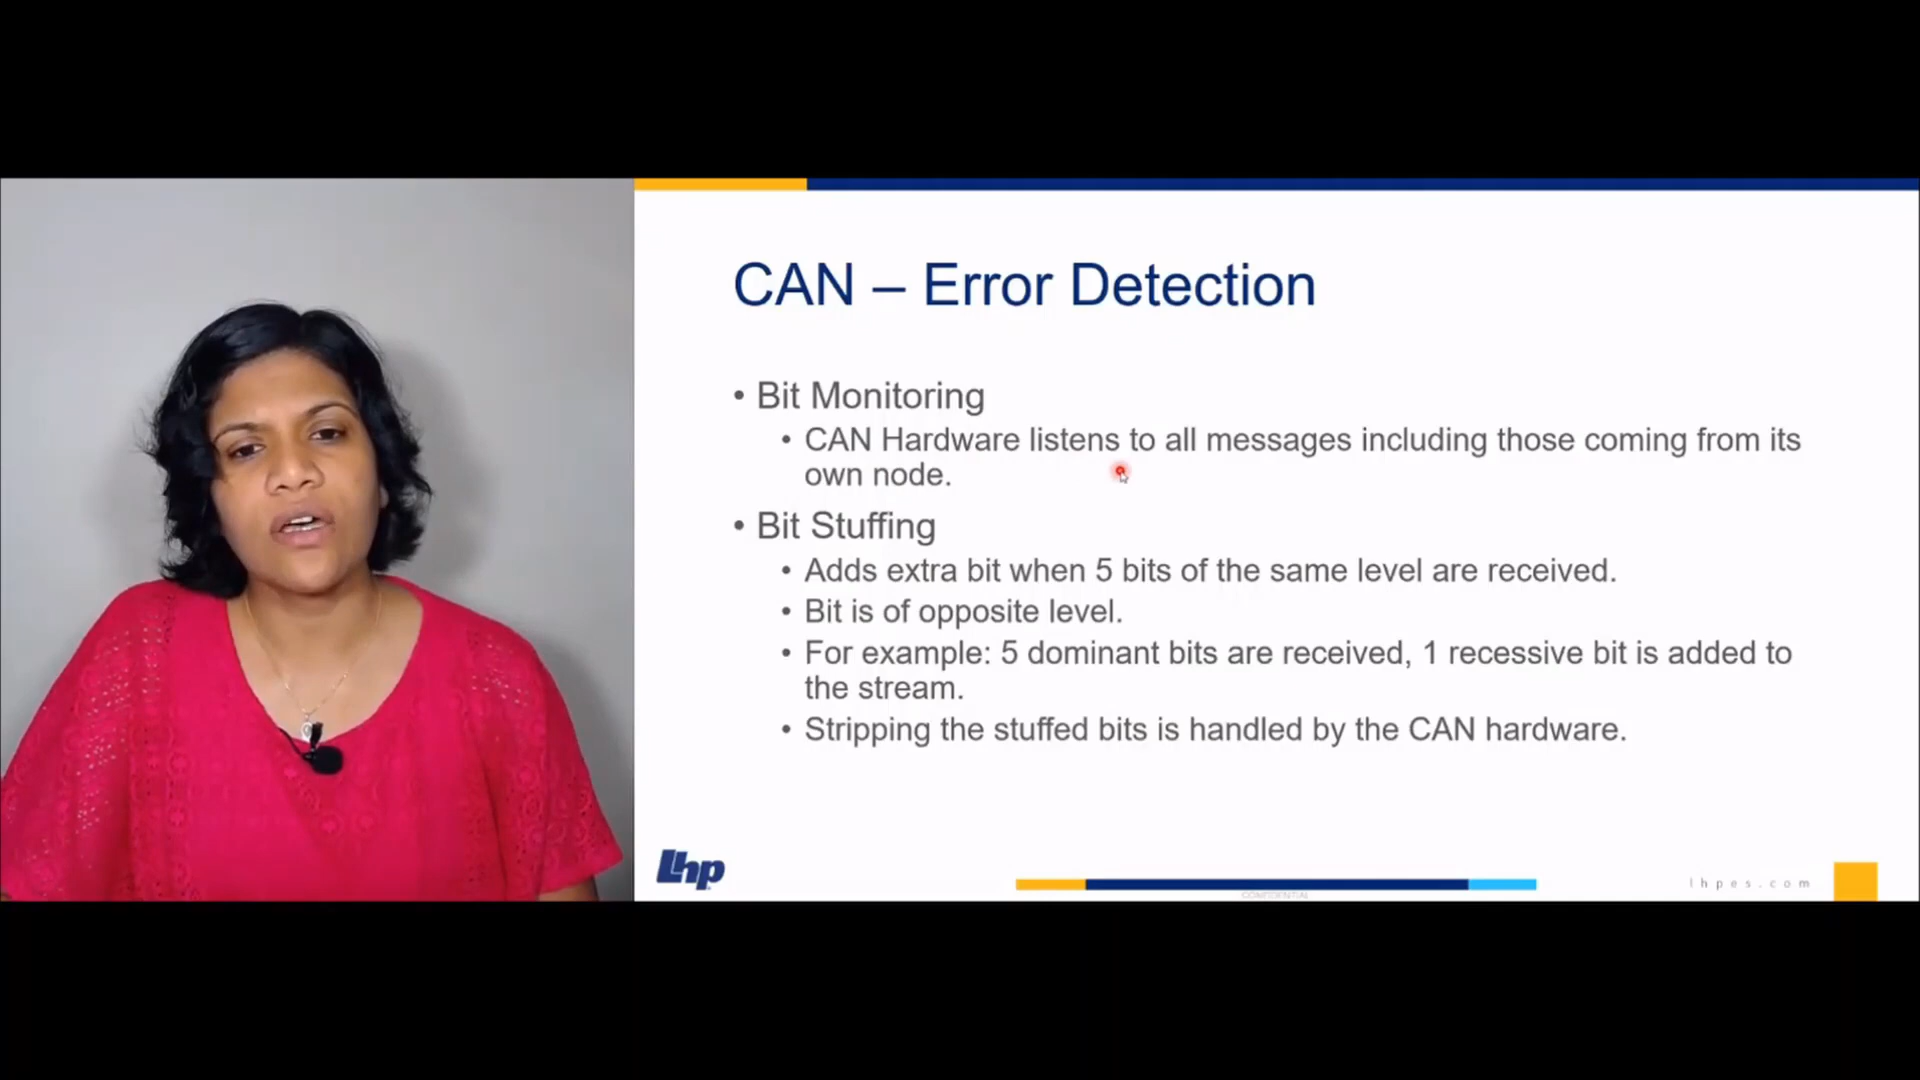 CAN – Error Detection
• Bit Monitoring
• CAN Hardware listens to all messages including those coming from its
own node.
• Bit Stuffing
• Adds extra bit when 5 bits of the same level are received.
• Bit is of opposite level.
• For example: 5 dominant bits are received, 1 recessive bit is added to
the stream.
• Stripping the stuffed bits is handled by the CAN hardware.
lhp
CONFIDENTIAL
lhpes.com